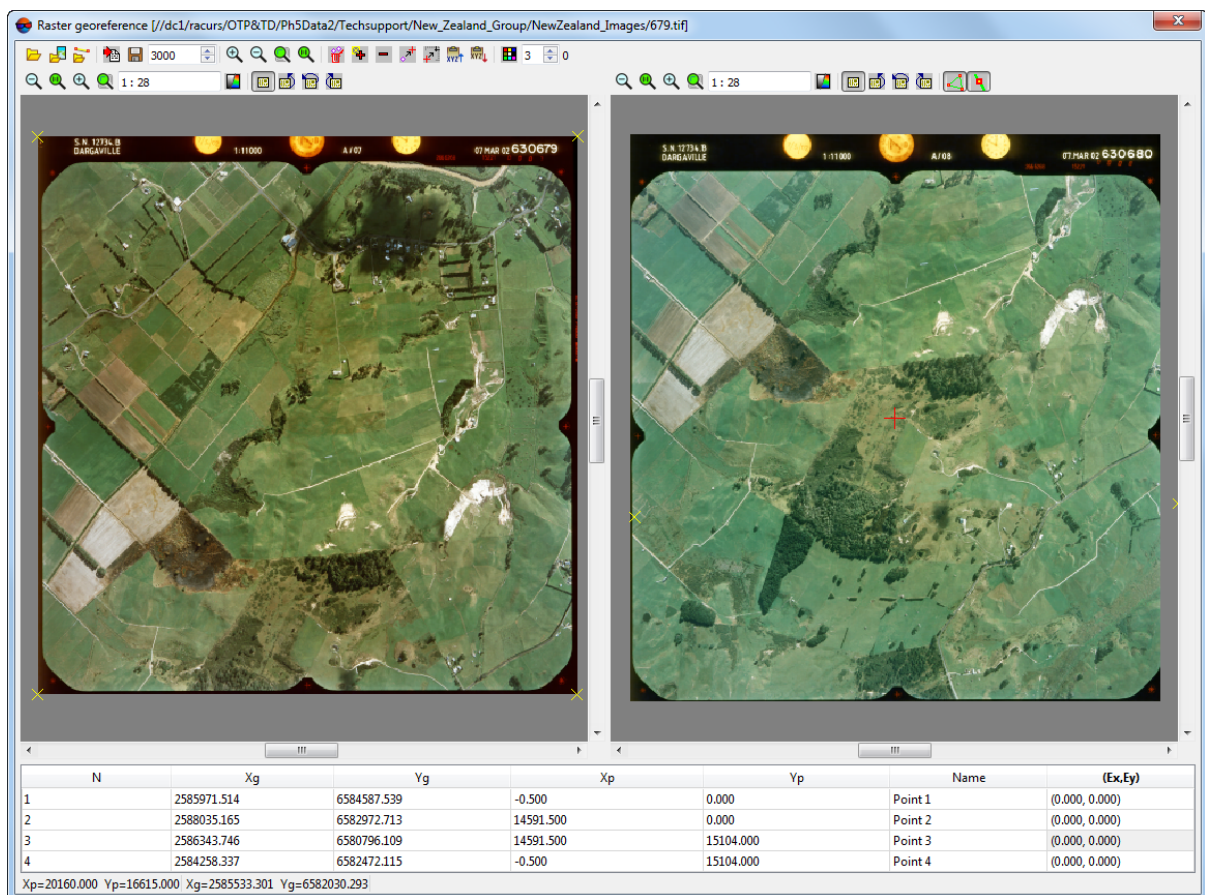 Raster georeference [//dc1/racurs/OTP&TD/Ph5Data2/Techsupport/New_Zealand_Group/NewZealand_Images/679.tif]
3000 XYZ XYZ 3 0
1 : 28
1 : 28
S.N. 12734.B
DARGAVILLE
1:11000
A/07
07 MAR 02 630679
S.N. 12734.B
DARGAVILLE
1:11000
A/08
07.MAR 02 630680
N Xg Yg Xp Yp Name (Ex,Ey)
1 2585971.514 6584587.539 -0.500 0.000 Point 1 (0.000, 0.000)
2 2588035.165 6582972.713 14591.500 0.000 Point 2 (0.000, 0.000)
3 2586343.746 6580796.109 14591.500 15104.000 Point 3 (0.000, 0.000)
4 2584258.337 6582472.115 -0.500 15104.000 Point 4 (0.000, 0.000)
Xp=20160.000 Yp=16615.000 Xg=2585533.301 Yg=6582030.293